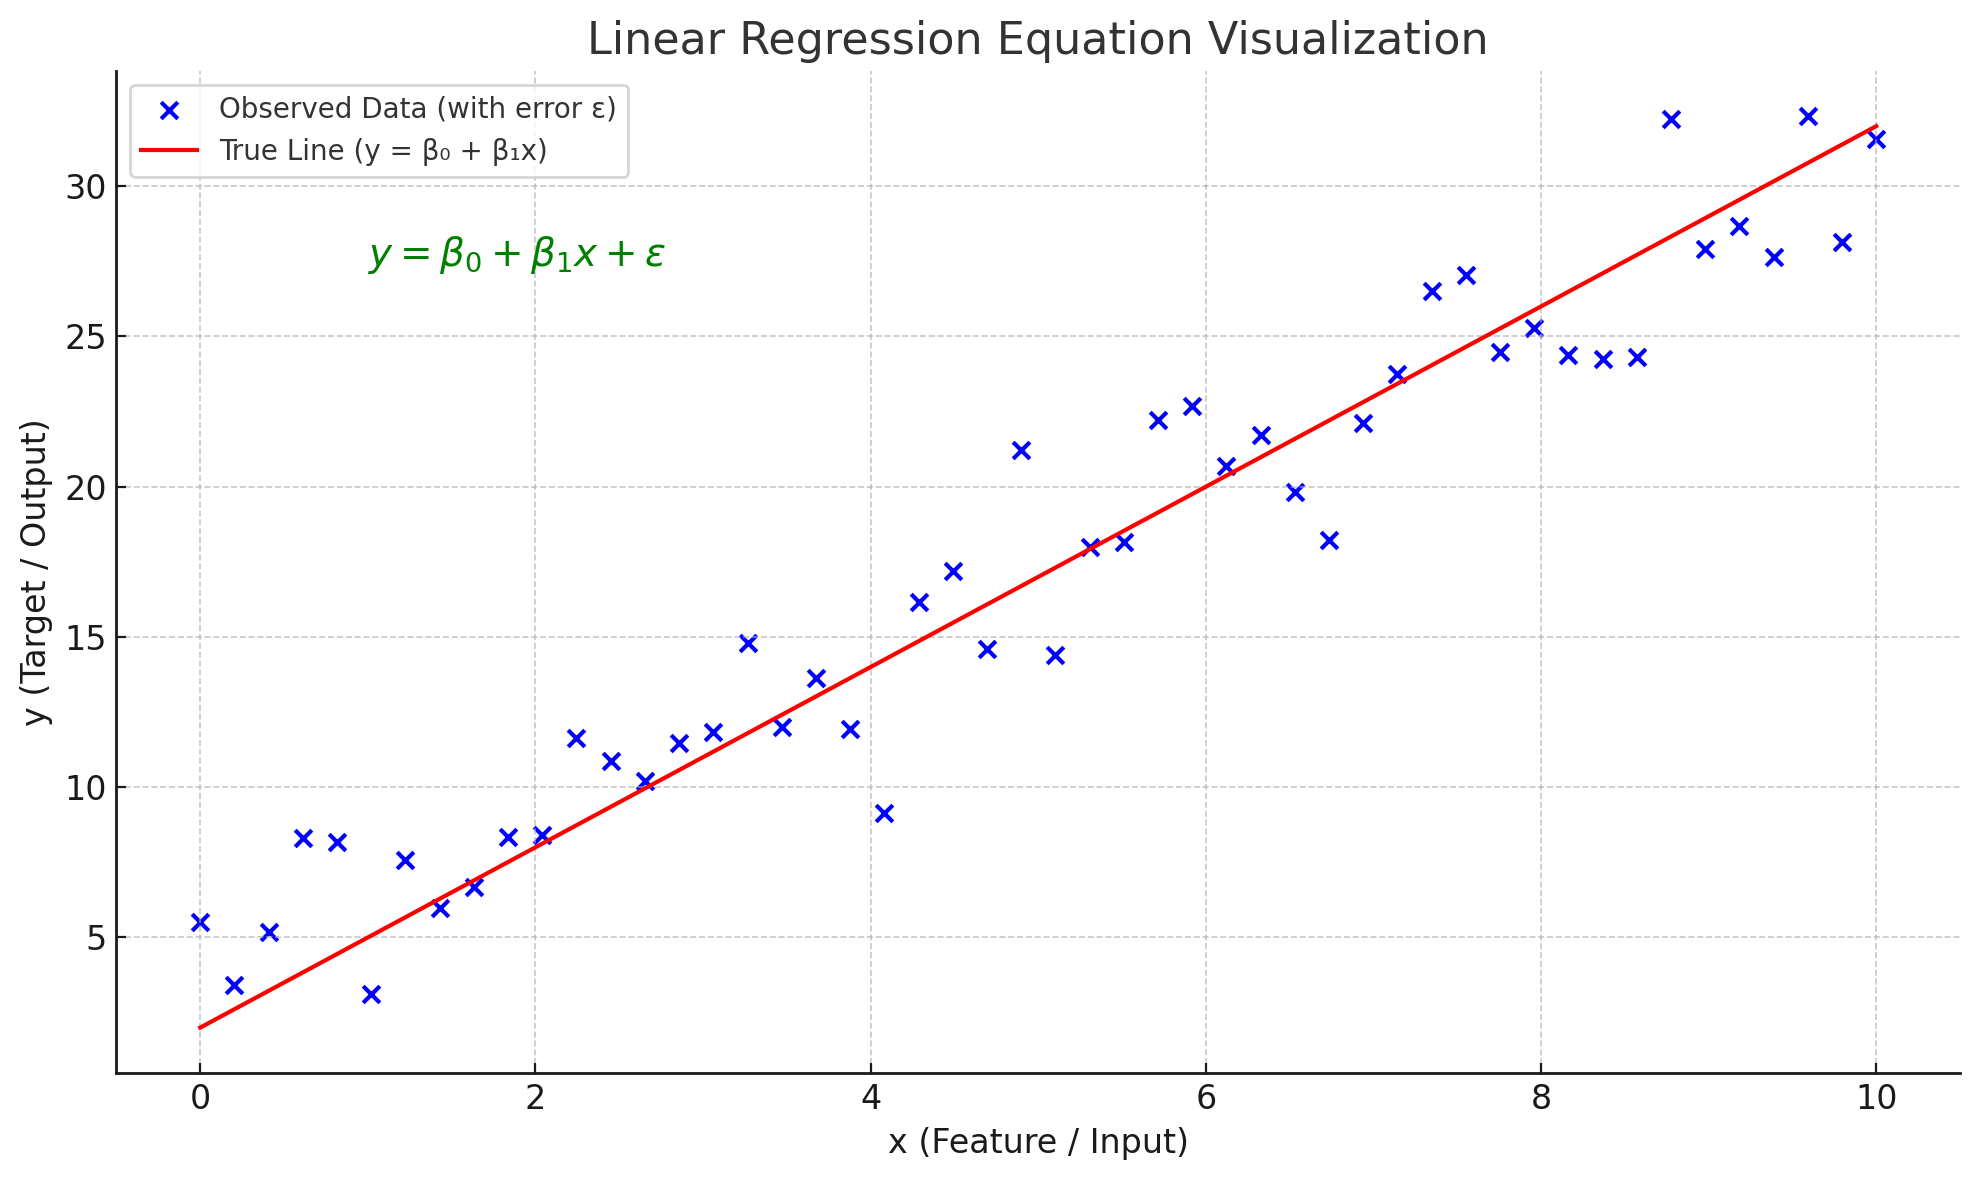 Linear Regression Equation Visualization
Observed Data (with error ε)
True Line (y = β₀ + β₁x)
y = β₀ + β₁x + ε
30
25
20
15
10
5
y (Target / Output)
0 2 4 6 8 10
x (Feature / Input)